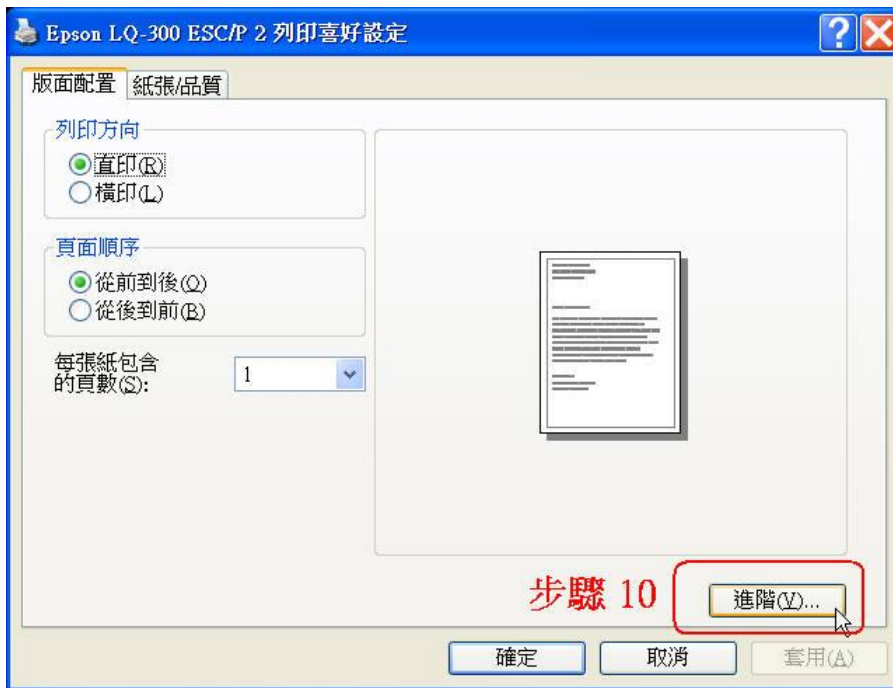 Epson LQ-300 ESC/P 2 列印喜好設定
版面配置 紙張/品質
列印方向
直印(R)
橫印(L)
頁面順序
從前到後(O)
從後到前(B)
每張紙包含
的頁數(S):
1
步驟 10
進階(V)...
確定 取消 套用(A)